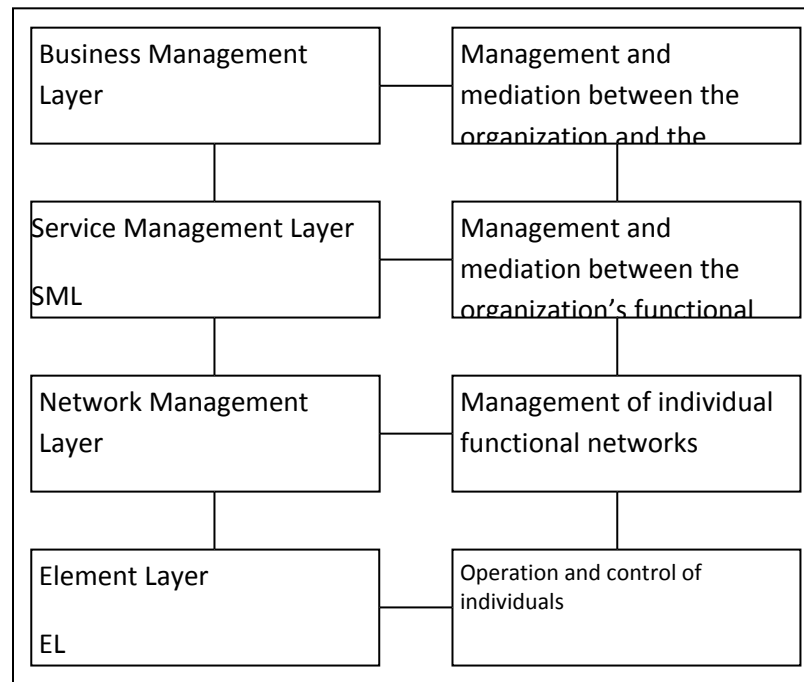 Business Management
Layer
Management and
mediation between the
organization and the
Service Management Layer
SML
Management and
mediation between the
organization's functional
Network Management
Layer
Management of individual
functional networks
Element Layer
EL
Operation and control of
individuals